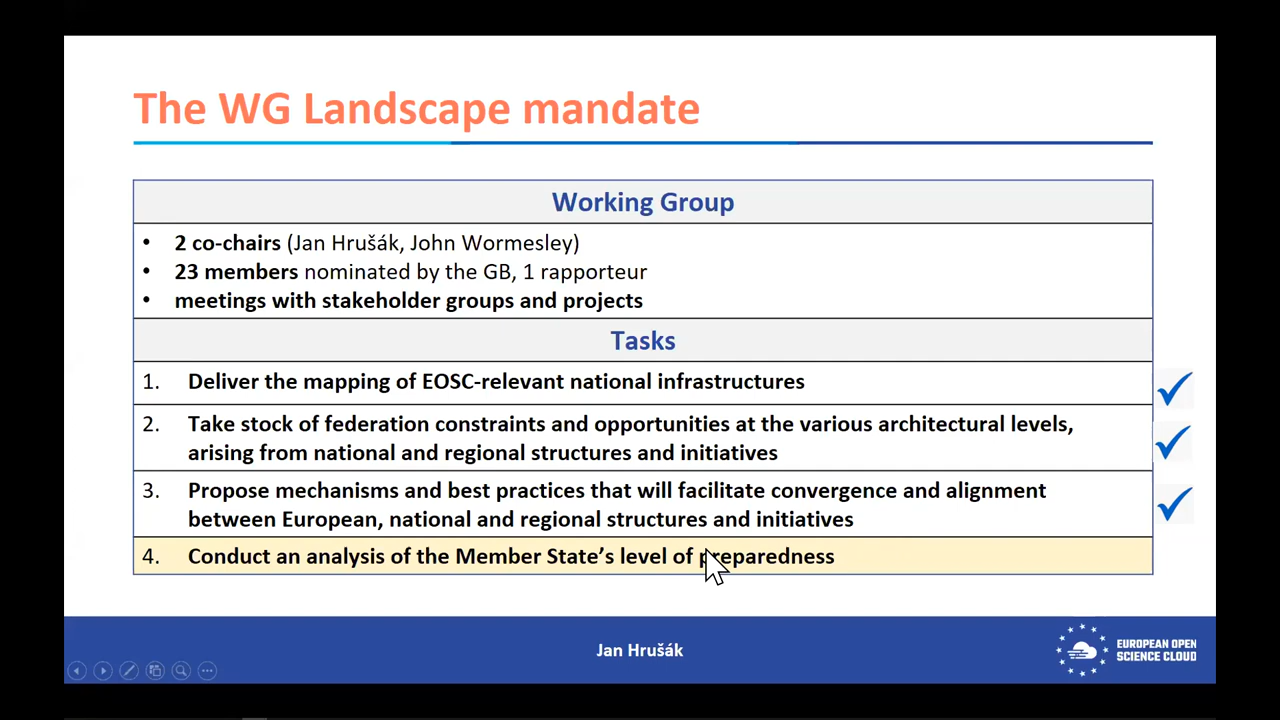 The WG Landscape mandate
Working Group
• 2 co-chairs (Jan Hrušák, John Wormesley)
• 23 members nominated by the GB, 1 rapporteur
• meetings with stakeholder groups and projects
Tasks
1. Deliver the mapping of EOSC-relevant national infrastructures
2. Take stock of federation constraints and opportunities at the various architectural levels,
arising from national and regional structures and initiatives
3. Propose mechanisms and best practices that will facilitate convergence and alignment
between European, national and regional structures and initiatives
4. Conduct an analysis of the Member State’s level of preparedness
Jan Hrušák
EUROPEAN OPEN
SCIENCE CLOUD